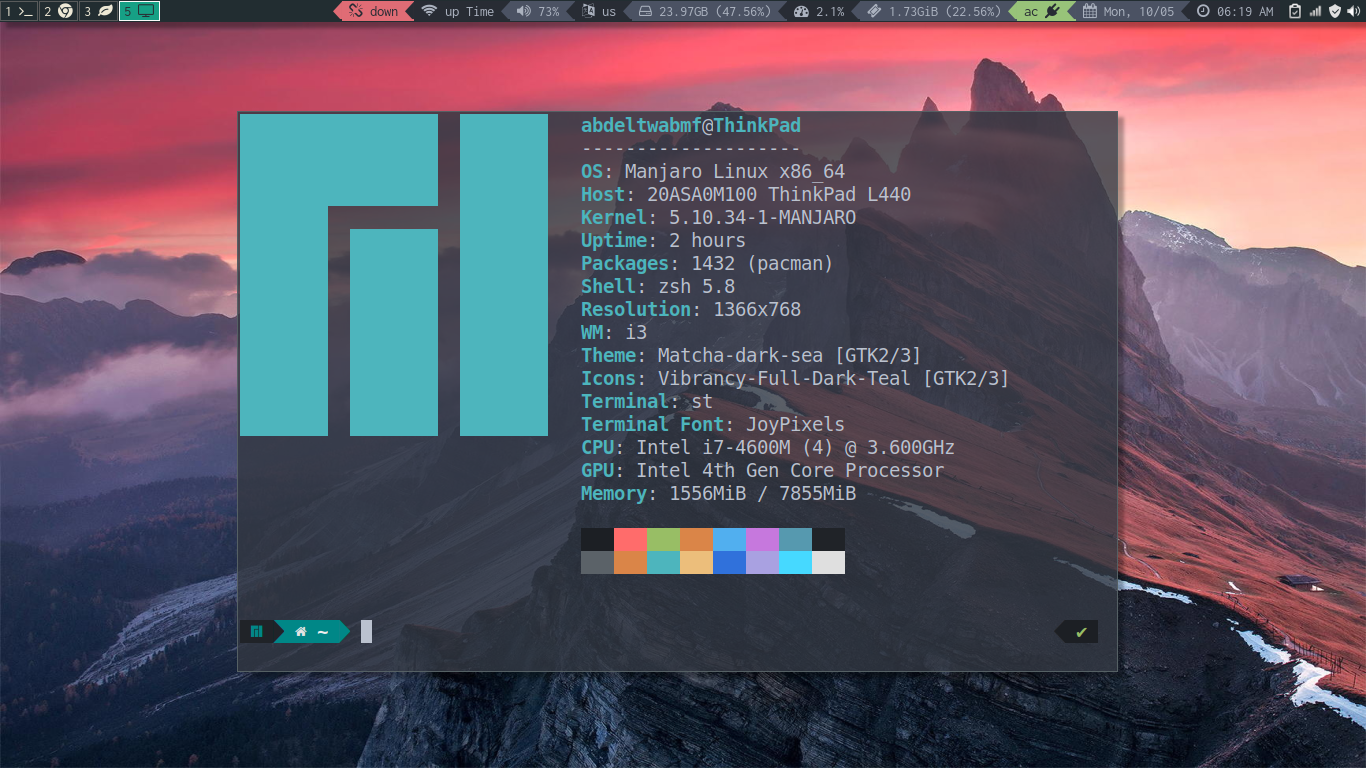 1 2 3 5 down up Time 73% us 23.97GB (47.56%) 2.1% 1.73GiB (22.56%) ac Mon, 10/05 06:19 AM
abdeltwabmf@ThinkPad
--------------------
OS: Manjaro Linux x86_64
Host: 20ASA0M100 ThinkPad L440
Kernel: 5.10.34-1-MANJARO
Uptime: 2 hours
Packages: 1432 (pacman)
Shell: zsh 5.8
Resolution: 1366x768
WM: i3
Theme: Matcha-dark-sea [GTK2/3]
Icons: Vibrancy-Full-Dark-Teal [GTK2/3]
Terminal: st
Terminal Font: JoyPixels
CPU: Intel i7-4600M (4) @ 3.600GHz
GPU: Intel 4th Gen Core Processor
Memory: 1556MiB / 7855MiB
~ ✔